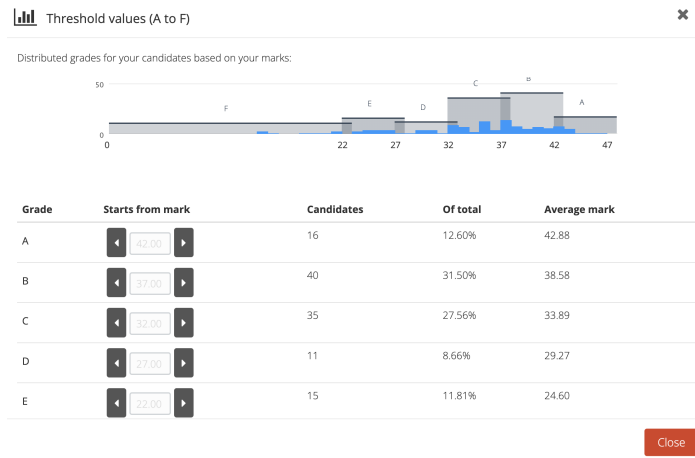 Threshold values (A to F)
Distributed grades for your candidates based on your marks:
50
0
F
E
D
C
B
A
0 22 27 32 37 42 47
Grade Starts from mark Candidates Of total Average mark
A 42.00 16 12.60% 42.88
B 37.00 40 31.50% 38.58
C 32.00 35 27.56% 33.89
D 27.00 11 8.66% 29.27
E 22.00 15 11.81% 24.60
Close